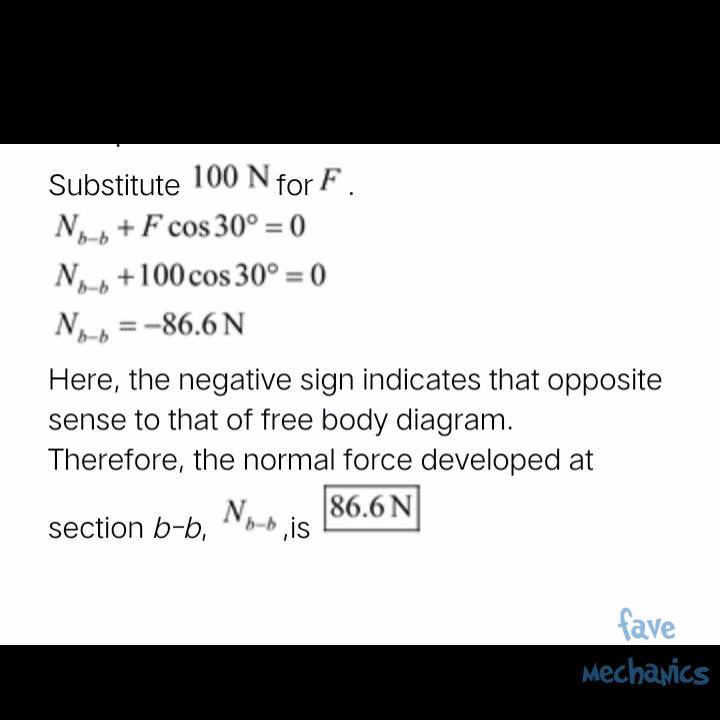 Substitute 100 N for F .
N_{b-b} + F cos 30° = 0
N_{b-b} + 100 cos 30° = 0
N_{b-b} = −86.6 N
Here, the negative sign indicates that opposite
sense to that of free body diagram.
Therefore, the normal force developed at
section b-b, N_{b-b} ,is 86.6 N
fave
Mechanics